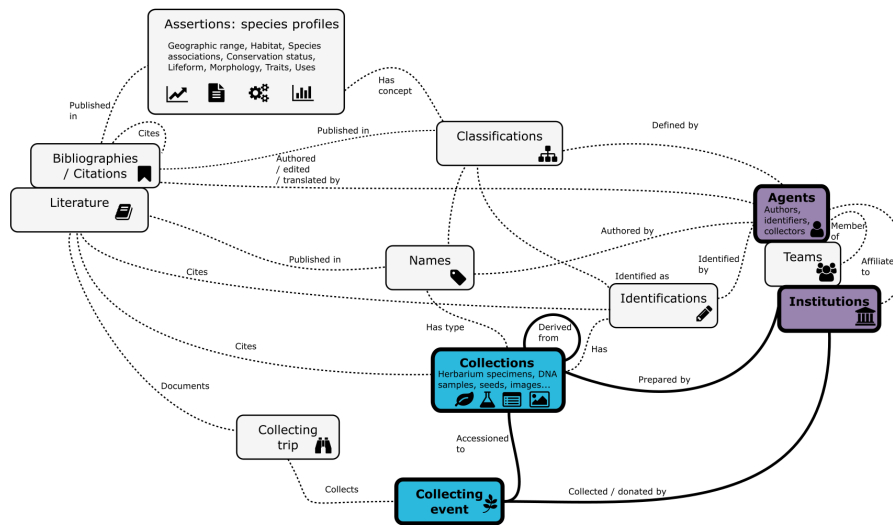 Assertions: species profiles
Geographic range, Habitat, Species
associations, Conservation status,
Lifeform, Morphology, Traits, Uses
Has
concept
Published
in
Cites
Published in
Classifications
Defined by
Bibliographies
/ Citations
Authored
/ edited
/ translated by
Literature
Agents
Authors,
identifiers,
collectors
Member
of
Authored by
Names
Published in
Cites
Identified
by
Identified as
Teams
Affiliated
to
Identifications
Institutions
Has type
Derived
from
Has
Cites
Collections
Herbarium specimens, DNA
samples, seeds, images...
Prepared by
Documents
Collecting
trip
Accessioned
to
Collects
Collecting
event
Collected / donated by